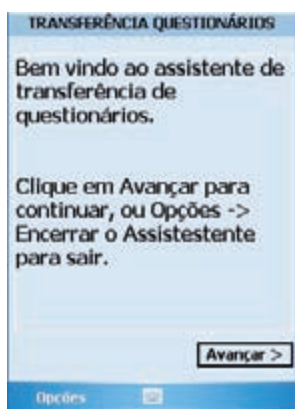 TRANSFERÊNCIA QUESTIONÁRIOS
Bem vindo ao assistente de
transferência de
questionários.
Clique em Avançar para
continuar, ou Opções ->
Encerrar o Assistestente
para sair.
Avançar >
Opções